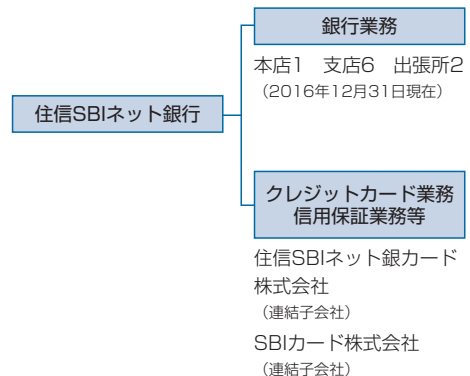 銀行業務
本店1　支店6　出張所2
（2016年12月31日現在）
住信SBIネット銀行
クレジットカード業務
信用保証業務等
住信SBIネット銀カード
株式会社
（連結子会社）
SBIカード株式会社
（連結子会社）